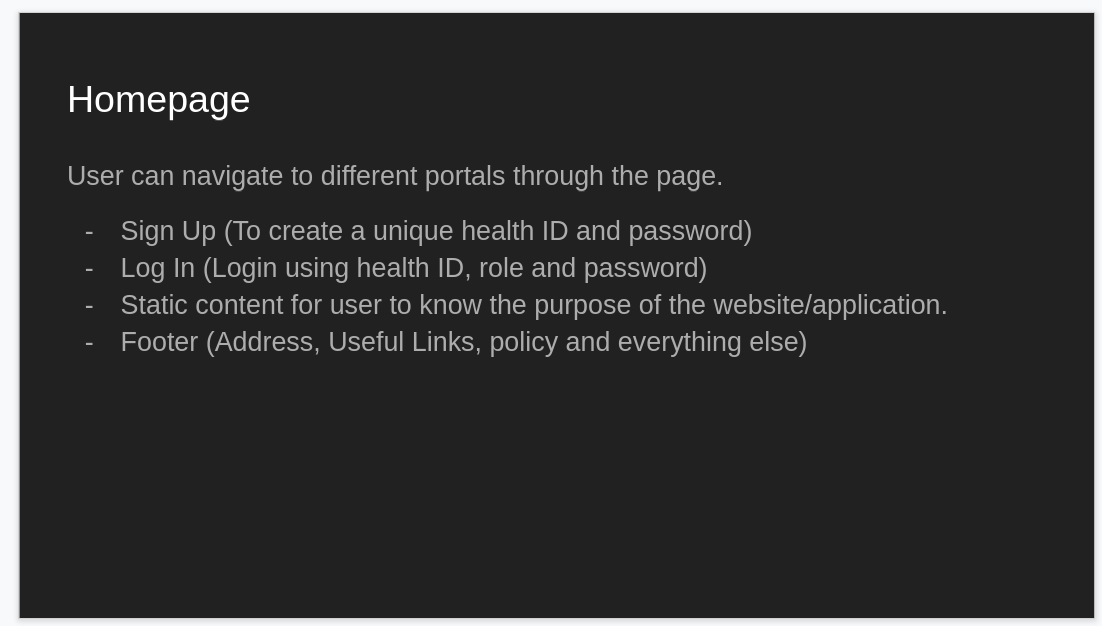 Homepage
User can navigate to different portals through the page.
- Sign Up (To create a unique health ID and password)
- Log In (Login using health ID, role and password)
- Static content for user to know the purpose of the website/application.
- Footer (Address, Useful Links, policy and everything else)